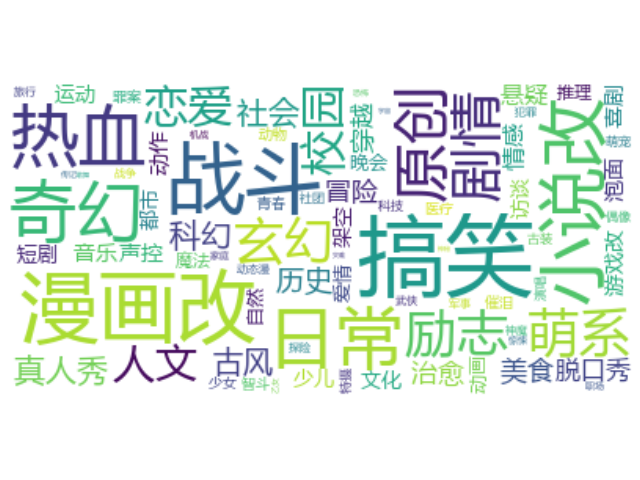 旅行
运动
罪案
恋爱
社会
校园
穿越
原创
剧情
悬疑
推理
喜剧
热血
机战
动作
动物
战斗
晚会
情感
犯罪
小说改
萌宠
泡面
战争
奇幻
都市
青春
社团
冒险
科技
医疗
访谈
偶像
短剧
音乐
声控
科幻
玄幻
架空
搞笑
古装
游戏改
魔法
家庭
动态漫
历史
爱情
武侠
军事
催泪
演唱
漫画改
自然
日常
励志
萌系
真人秀
人文
古风
探险
少女
智斗
少儿
特摄
文化
治愈
动画
美食
脱口秀
职场